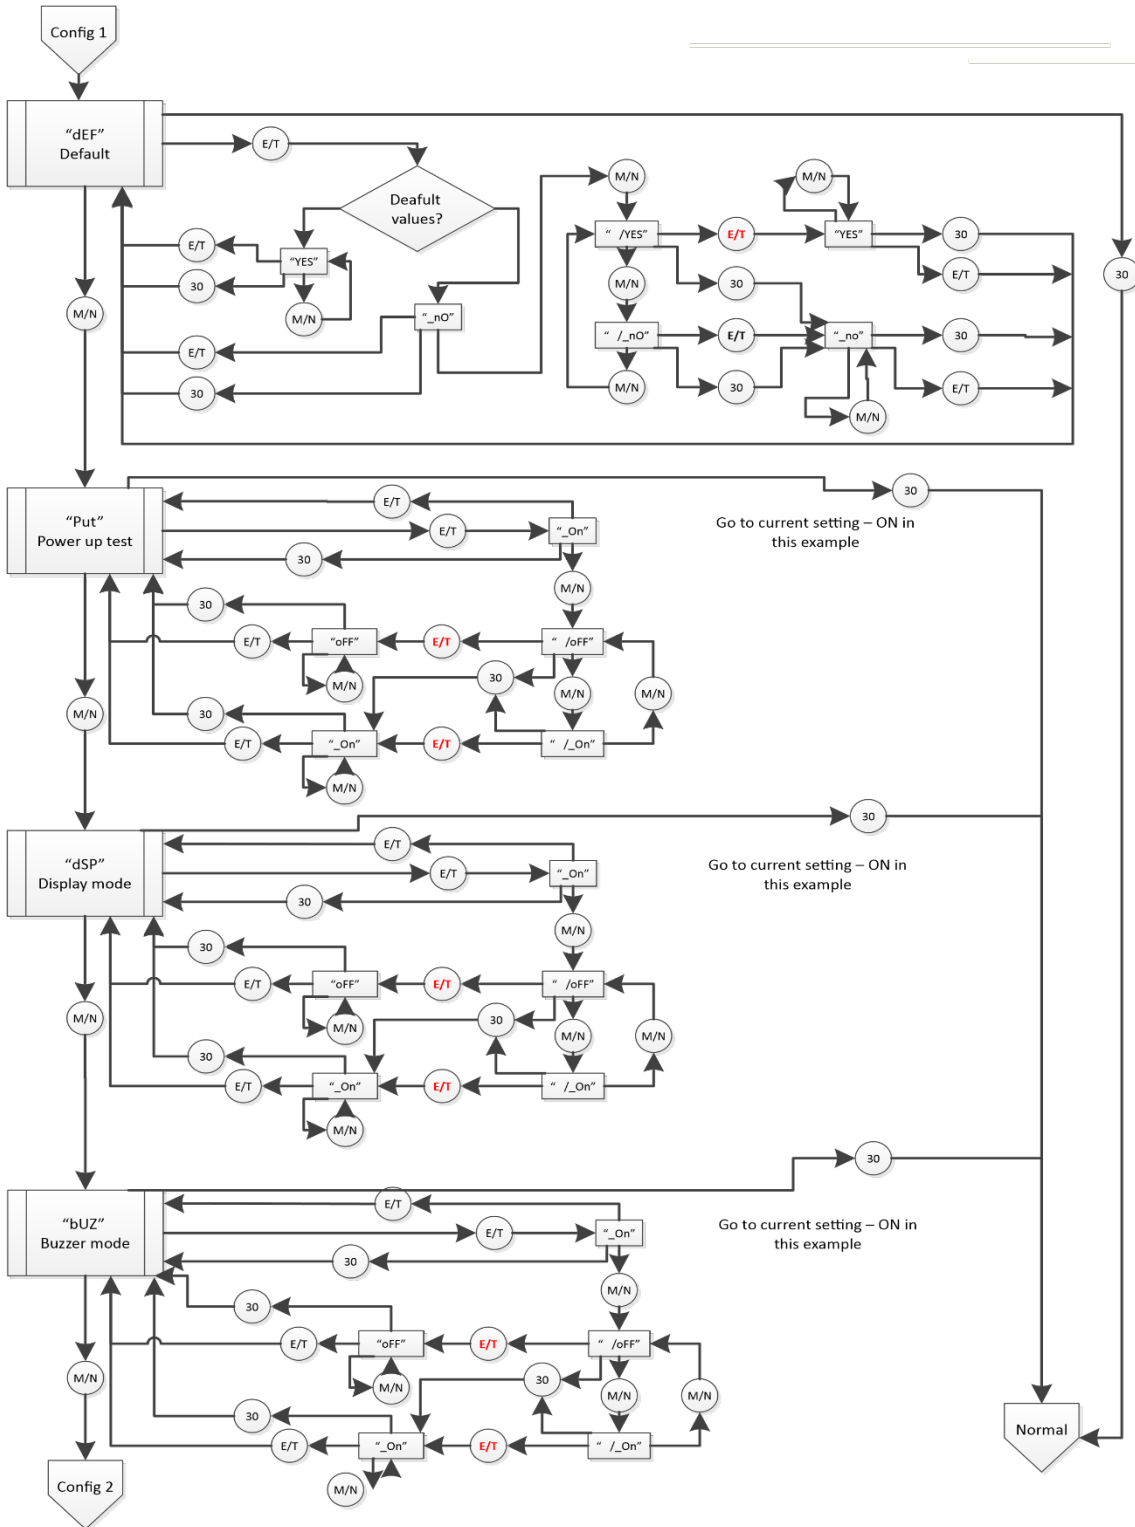 Config 1
“dEF”
Default
E/T
Deafult
values?
M/N
M/N
“ /YES”
E/T
“YES”
30
E/T
30
E/T
“YES”
30
M/N
M/N
“_nO”
M/N
30
“ /_nO”
E/T
“_no”
30
E/T
30
M/N
30
E/T
M/N
“Put”
Power up test
E/T
30
E/T
“_On”
Go to current setting – ON in
this example
30
M/N
30
E/T
“oFF”
E/T
“ /oFF”
M/N
30
M/N
M/N
M/N
30
E/T
“_On”
E/T
“ /_On”
M/N
30
“dSP”
Display mode
E/T
E/T
“_On”
Go to current setting – ON in
this example
30
M/N
30
E/T
“oFF”
E/T
“ /oFF”
M/N
M/N
30
M/N
M/N
30
E/T
“_On”
E/T
“ /_On”
M/N
30
“bUZ”
Buzzer mode
E/T
E/T
“_On”
Go to current setting – ON in
this example
30
M/N
30
E/T
“oFF”
E/T
“ /oFF”
M/N
M/N
30
M/N
M/N
30
E/T
“_On”
E/T
“ /_On”
M/N
Normal
Config 2